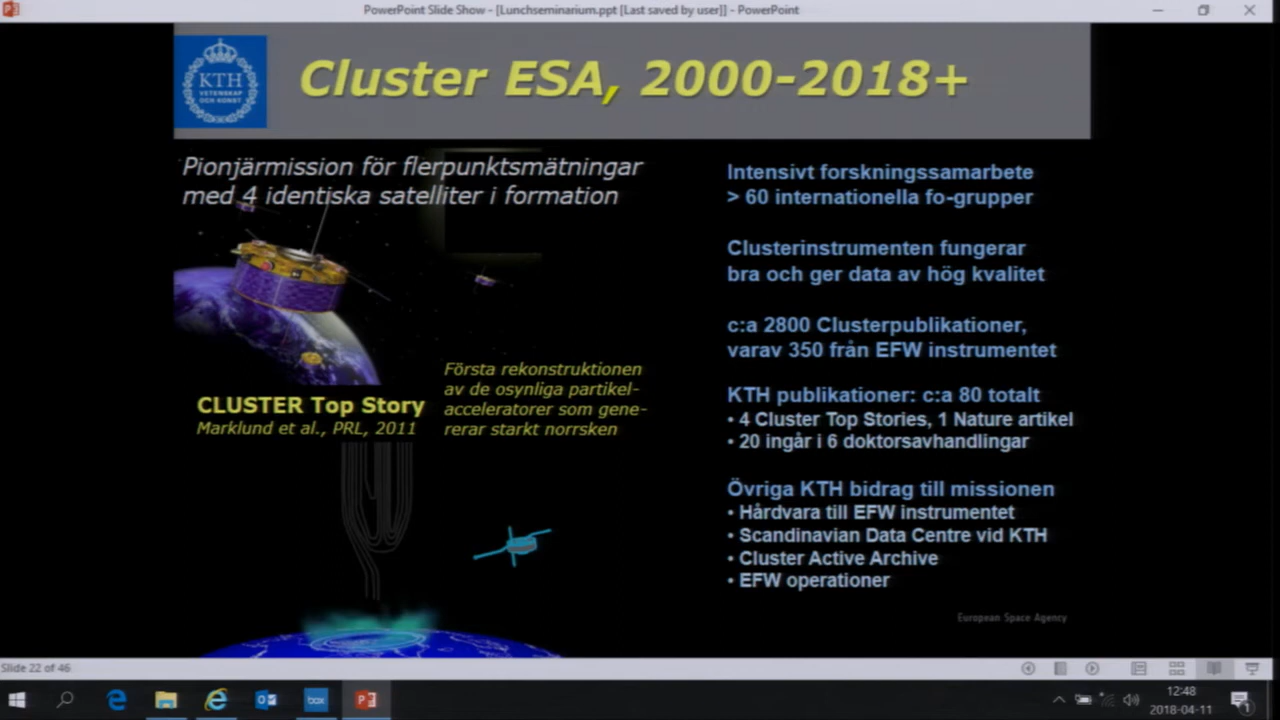 PowerPoint Slide Show - [Lunchseminarium.ppt [Last saved by user]] - PowerPoint
KTH
VETENSKAP
OCH KONST
Cluster ESA, 2000-2018+
Pionjärmission för flerpunktsmätningar
med 4 identiska satelliter i formation
CLUSTER Top Story
Marklund et al., PRL, 2011
Första rekonstruktionen
av de osynliga partikel-
acceleratorer som gene-
rerar starkt norrsken
Intensivt forskningssamarbete
> 60 internationella fo-grupper
Clusterinstrumenten fungerar
bra och ger data av hög kvalitet
c:a 2800 Clusterpublikationer,
varav 350 från EFW instrumentet
KTH publikationer: c:a 80 totalt
• 4 Cluster Top Stories, 1 Nature artikel
• 20 ingår i 6 doktorsavhandlingar
Övriga KTH bidrag till missionen
• Hårdvara till EFW instrumentet
• Scandinavian Data Centre vid KTH
• Cluster Active Archive
• EFW operationer
European Space Agency
Slide 22 of 46
box
12:48
2018-04-11
1